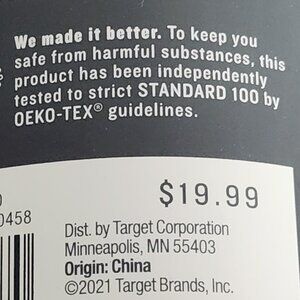 We made it better. To keep you
safe from harmful substances, this
product has been independently
tested to strict STANDARD 100 by
OEKO-TEX® guidelines.
0458
$19.99
Dist. by Target Corporation
Minneapolis, MN 55403
Origin: China
©2021 Target Brands, Inc.